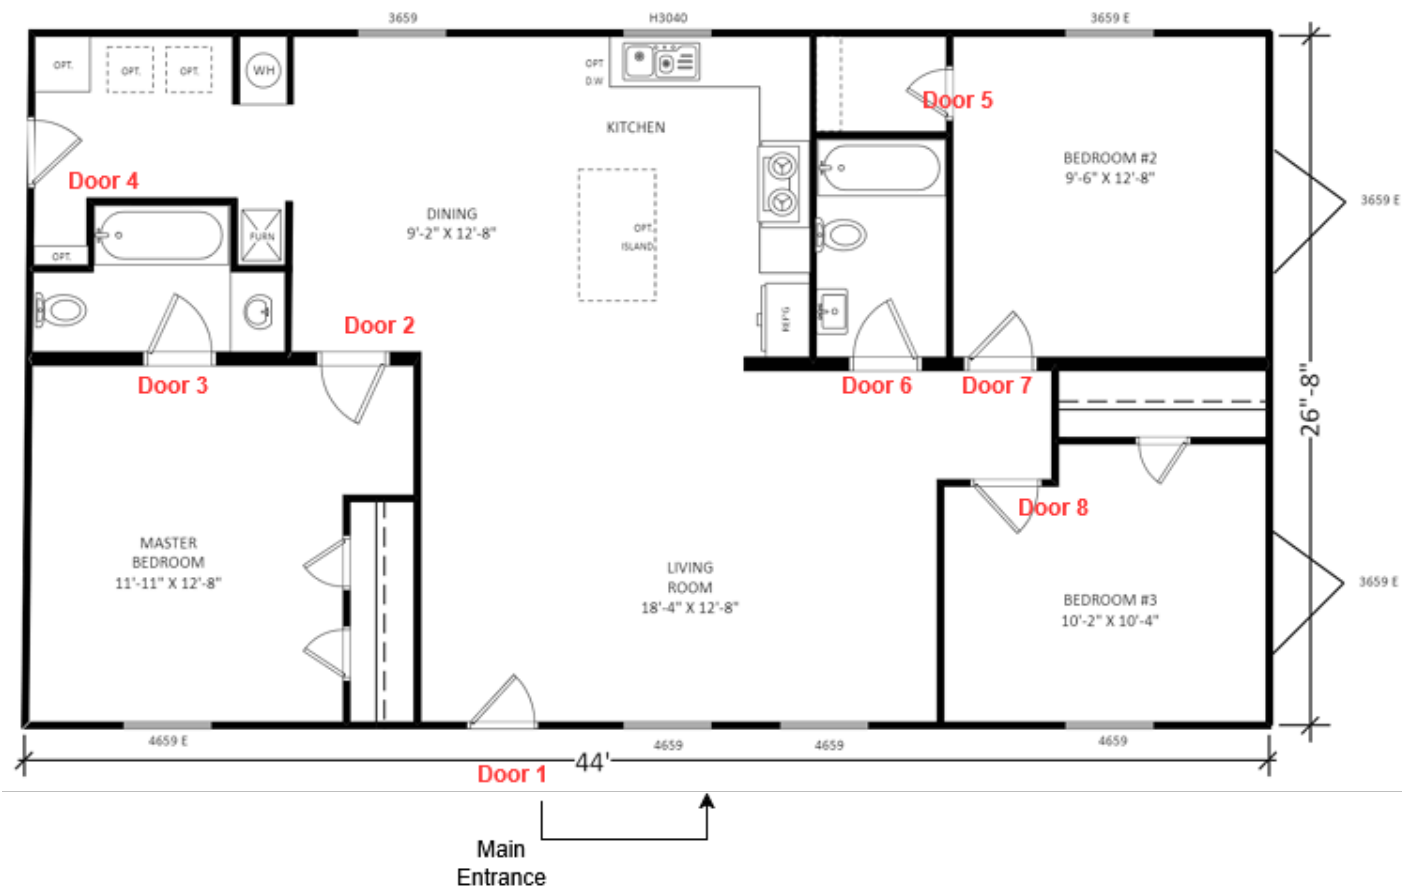 3659
H3040
3659 E
OPT.
OPT.
OPT.
WH
OPT
D.W
Door 5
KITCHEN
BEDROOM #2
9'-6" X 12'-8"
Door 4
3659 E
DINING
9'-2" X 12'-8"
OPT.
ISLAND
FURN
OPT.
REF'G
Door 2
Door 3
Door 6
Door 7
26'-8"
Door 8
MASTER
BEDROOM
11'-11" X 12'-8"
LIVING
ROOM
18'-4" X 12'-8"
3659 E
BEDROOM #3
10'-2" X 10'-4"
4659 E
4659
4659
4659
44'
Door 1
Main
Entrance